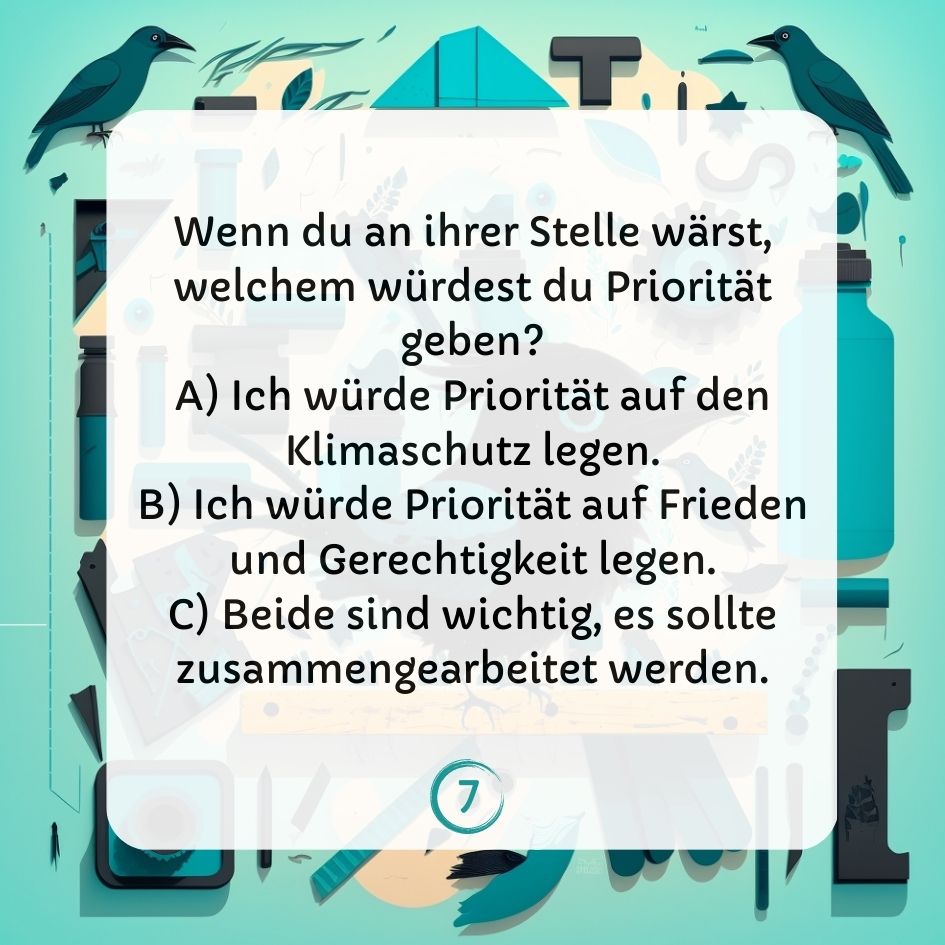 Wenn du an ihrer Stelle wärst,
welchem würdest du Priorität
geben?
A) Ich würde Priorität auf den
Klimaschutz legen.
B) Ich würde Priorität auf Frieden
und Gerechtigkeit legen.
C) Beide sind wichtig, es sollte
zusammengearbeitet werden.
7